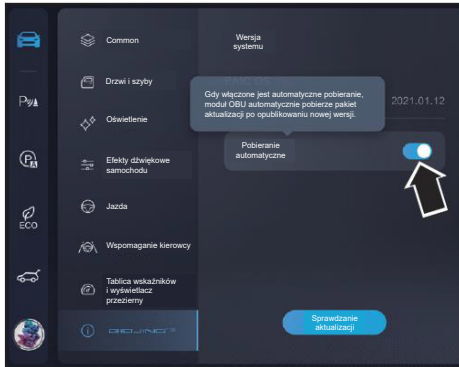 Common
Drzwi i szyby
Oświetlenie
Efekty dźwiękowe
samochodu
Jazda
Wspomaganie kierowcy
Tablica wskaźników
i wyświetlacz
przezierny
ECO
Wersja
systemu
Gdy włączone jest automatyczne pobieranie,
moduł OBU automatycznie pobierze pakiet
aktualizacji po opublikowaniu nowej wersji.
2021.01.12
Pobieranie
automatyczne
Sprawdzanie
aktualizacji